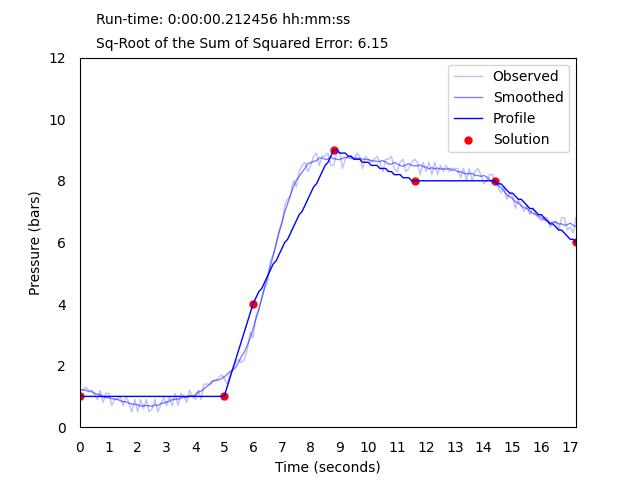 Run-time: 0:00:00.212456 hh:mm:ss
Sq-Root of the Sum of Squared Error: 6.15
12
10
8
6
4
2
0
Pressure (bars)
Observed
Smoothed
Profile
Solution
0 1 2 3 4 5 6 7 8 9 10 11 12 13 14 15 16 17
Time (seconds)